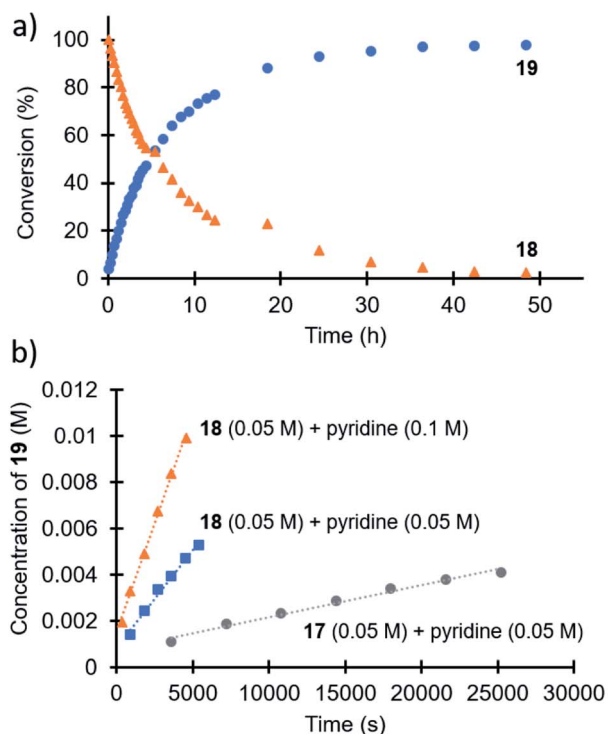 a)
100
80
60
40
20
0
Conversion (%)
19
18
0 10 20 30 40 50
Time (h)
b)
0.012
0.01
0.008
0.006
0.004
0.002
0
Concentration of 19 (M)
18 (0.05 M) + pyridine (0.1 M)
18 (0.05 M) + pyridine (0.05 M)
17 (0.05 M) + pyridine (0.05 M)
0 5000 10000 15000 20000 25000 30000
Time (s)